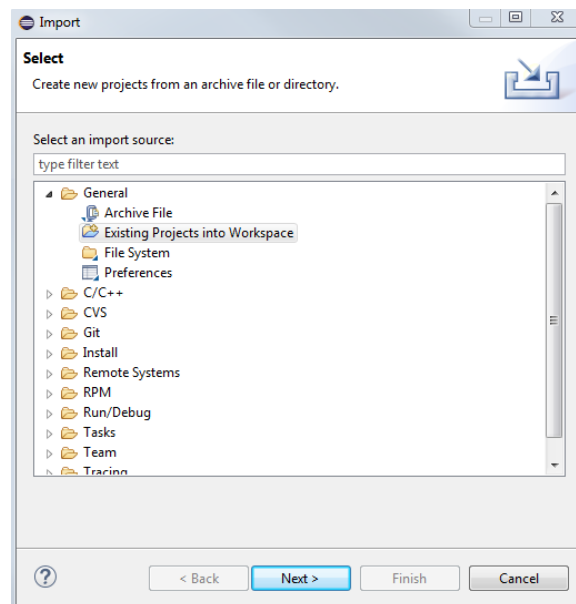 Import
Select
Create new projects from an archive file or directory.
Select an import source:
type filter text
General
Archive File
Existing Projects into Workspace
File System
Preferences
C/C++
CVS
Git
Install
Remote Systems
RPM
Run/Debug
Tasks
Team
Tracing
?
< Back Next > Finish Cancel